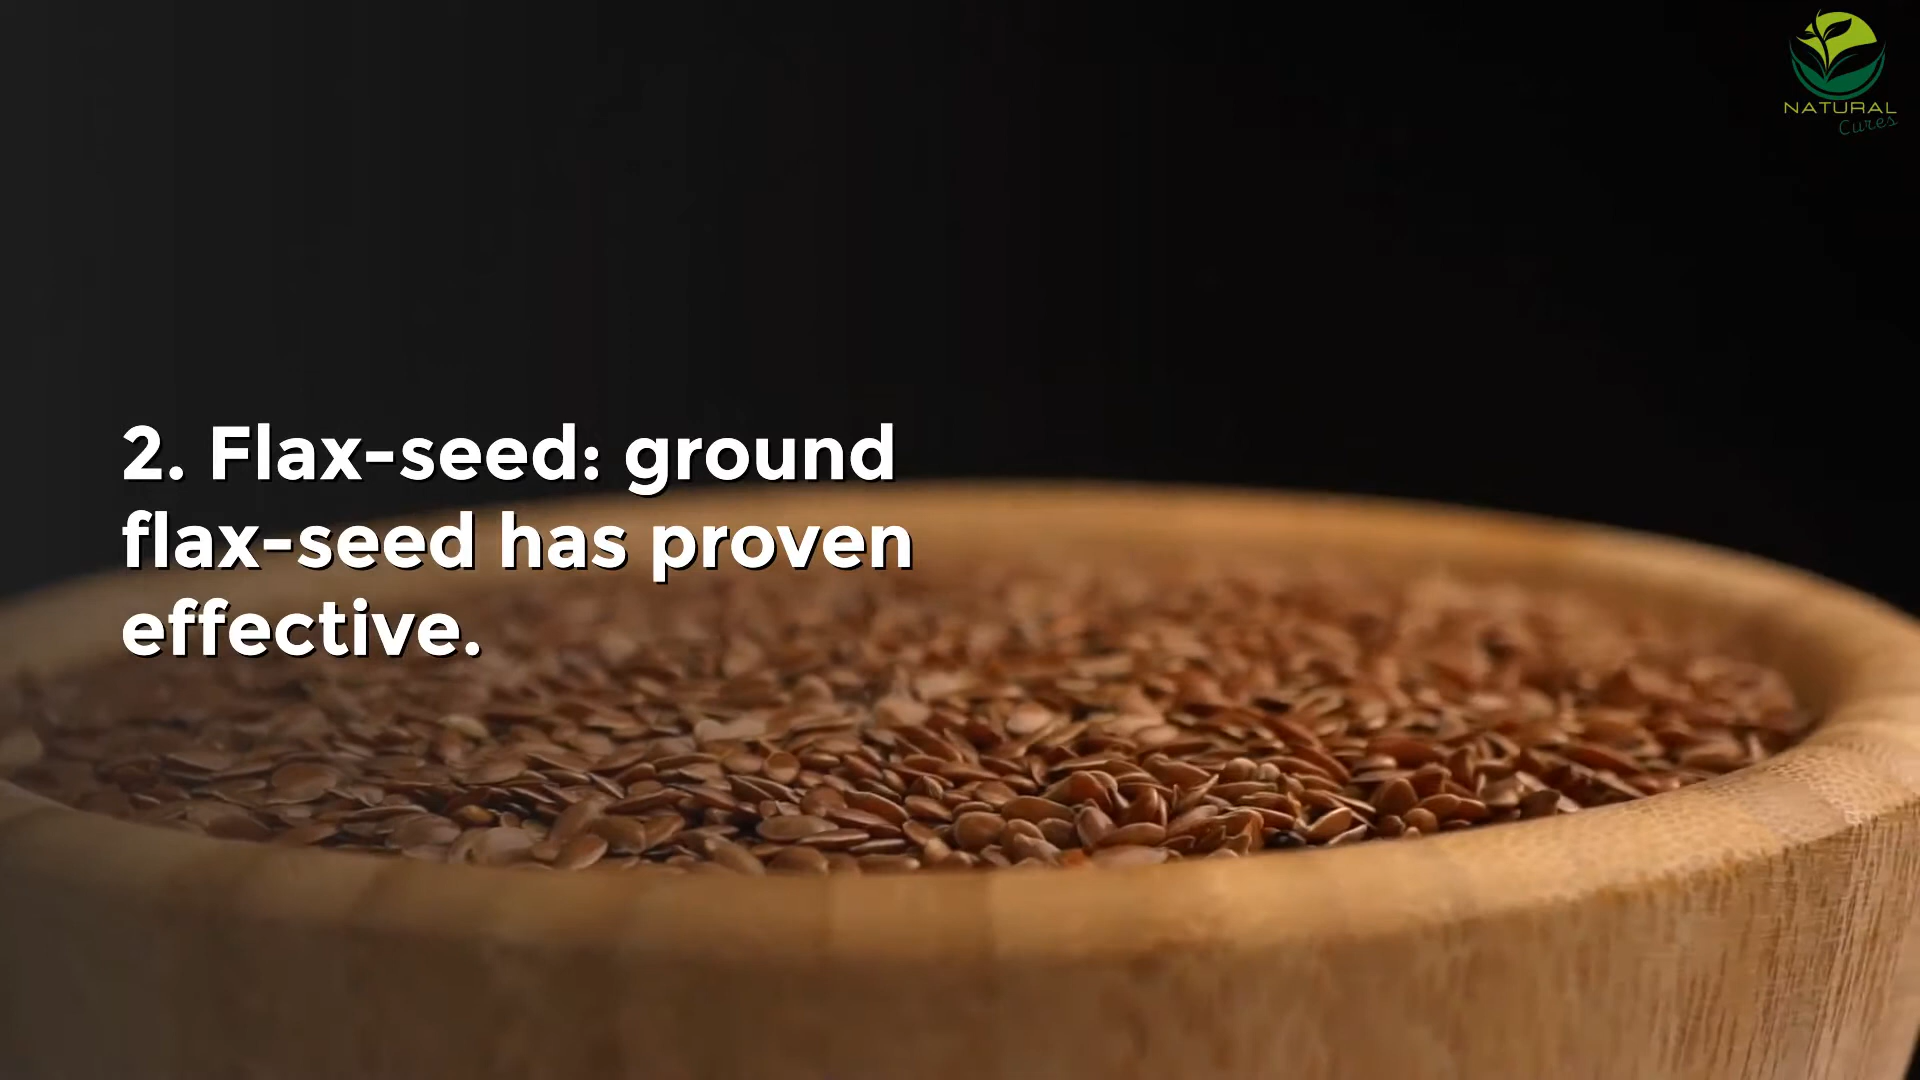 NATURAL
Cures
2. Flax-seed: ground
flax-seed has proven
effective.